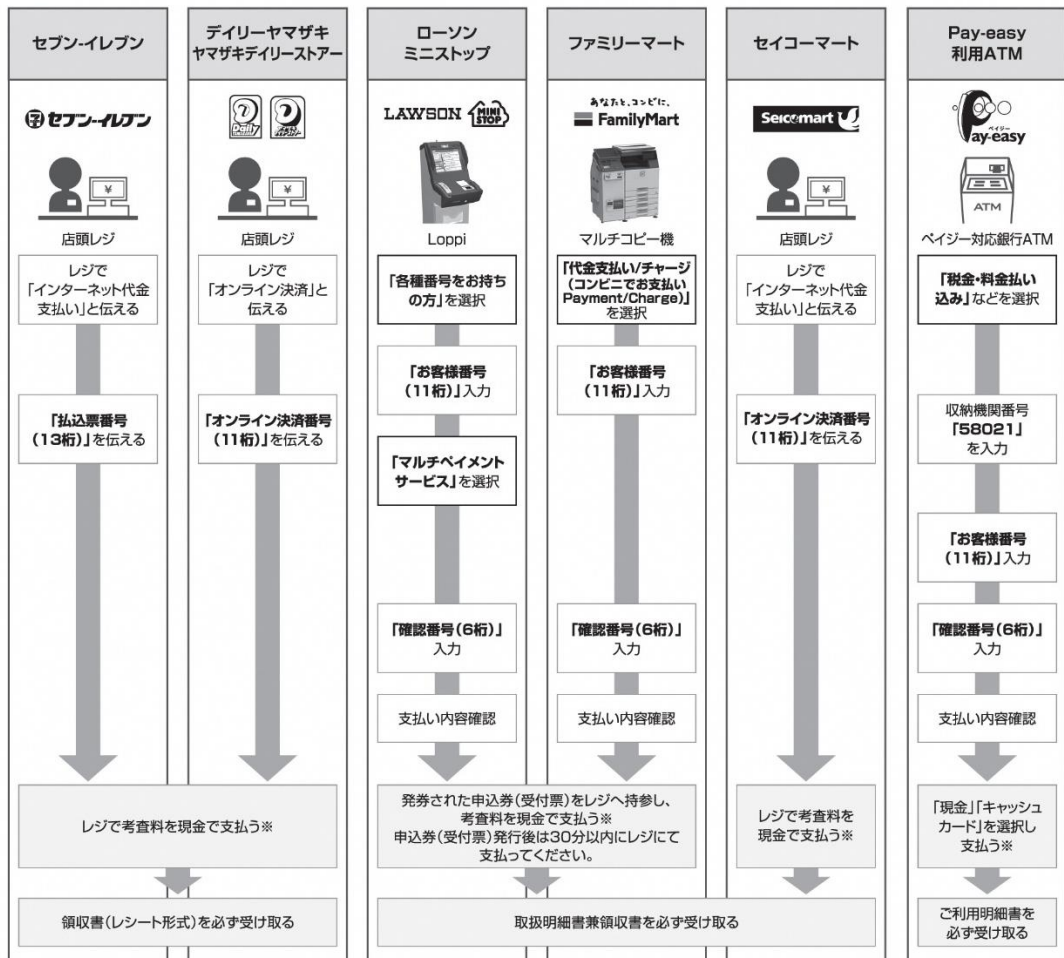 セブン-イレブン
セブン-イレブン
¥
店頭レジ
レジで
「インターネット代金
支払い」と伝える
「払込票番号
(13桁)」を伝える
デイリーヤマザキ
ヤマザキデイリーストアー
Daily
¥
店頭レジ
レジで
「オンライン決済」と
伝える
「オンライン決済番号
(11桁)」を伝える
レジで考査料を現金で支払う※
領収書(レシート形式)を必ず受け取る
ローソン
ミニストップ
LAWSON
MINI
STOP
Loppi
「各種番号をお持ち
の方」を選択
「お客様番号
(11桁)」入力
「マルチペイメント
サービス」を選択
「確認番号(6桁)」
入力
支払い内容確認
ファミリーマート
あなたと、コンビに、
FamilyMart
マルチコピー機
「代金支払い/チャージ
(コンビニでお支払い
Payment/Charge)」
を選択
「お客様番号
(11桁)」入力
「確認番号(6桁)」
入力
支払い内容確認
発券された申込券(受付票)をレジへ持参し、
考査料を現金で支払う※
申込券(受付票)発行後は30分以内にレジにて
支払ってください。
セイコーマート
Seicomart
¥
店頭レジ
レジで
「インターネット代金
支払い」と伝える
「オンライン決済番号
(11桁)」を伝える
レジで考査料を
現金で支払う※
取扱明細書兼領収書を必ず受け取る
Pay-easy
利用ATM
ペイジー
Pay-easy
ATM
ペイジー対応銀行ATM
「税金・料金払い
込み」などを選択
収納機関番号
「58021」
を入力
「お客様番号
(11桁)」入力
「確認番号(6桁)」
入力
支払い内容確認
「現金」「キャッシュ
カード」を選択し
支払う※
ご利用明細書を
必ず受け取る